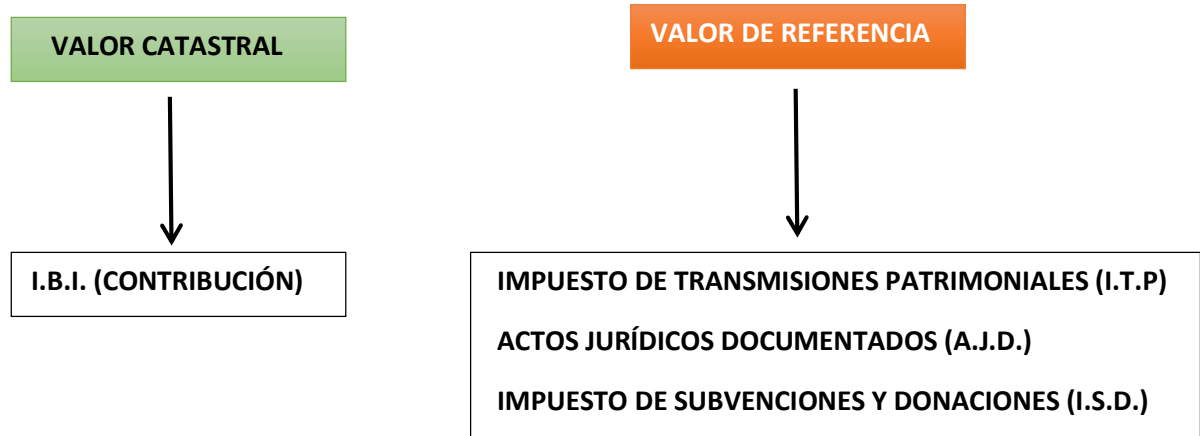 VALOR CATASTRAL
VALOR DE REFERENCIA
I.B.I. (CONTRIBUCIÓN)
IMPUESTO DE TRANSMISIONES PATRIMONIALES (I.T.P)
ACTOS JURÍDICOS DOCUMENTADOS (A.J.D.)
IMPUESTO DE SUBVENCIONES Y DONACIONES (I.S.D.)